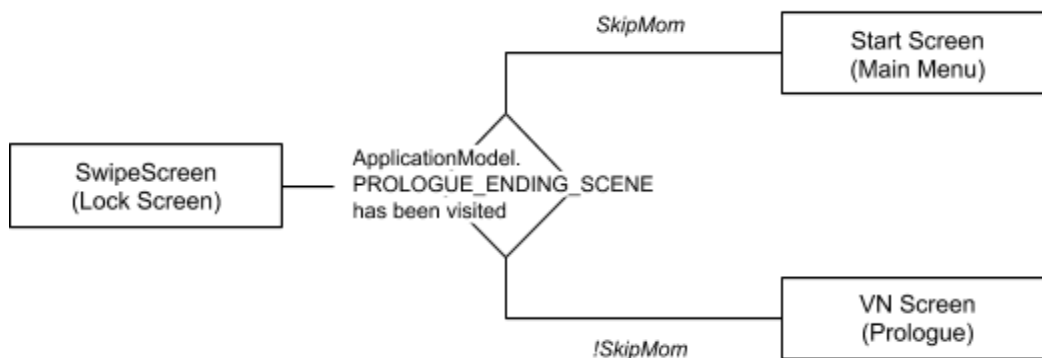 SkipMom
Start Screen
(Main Menu)
SwipeScreen
(Lock Screen)
ApplicationModel.
PROLOGUE_ENDING_SCENE
has been visited
VN Screen
(Prologue)
!SkipMom